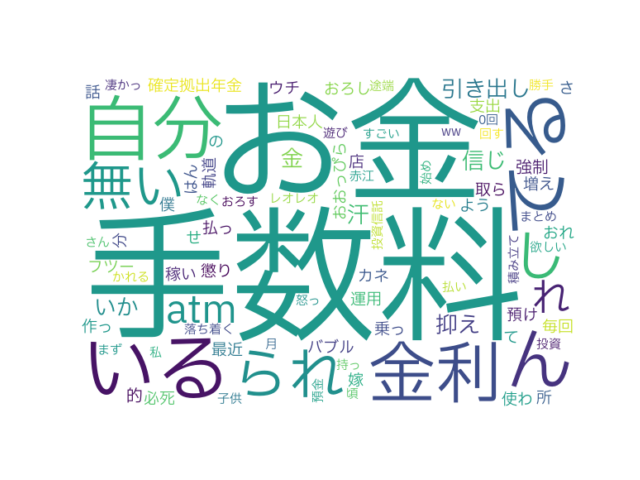 凄かっ 確定拠出年金 ウチ おろし 途端 引き出し 勝手 さ
話 自分 お金 日本人 遊び 支出 0回 る
の 金 すごい ww 回す
無い はん 軌道 店 おおっぴら 赤江 始め 信じ 強制 と
僕 なく おろす レオレオ 汗 投資信託 ない よう 取ら 増え
さん 分 せ 払っ 手数料 まとめ おれ し
フツー かれる 稼い 懲り カネ 積み立て 欲しい れ
いか atm 怒っ 運用 払い 抑え 預け 毎回
作っ 落ち着く 乗っ て
いる まず 私 最近 られ 月 バブル 持っ 金利 投資 ん
的 必死 子供 預金 嫁 頃 使わ 所